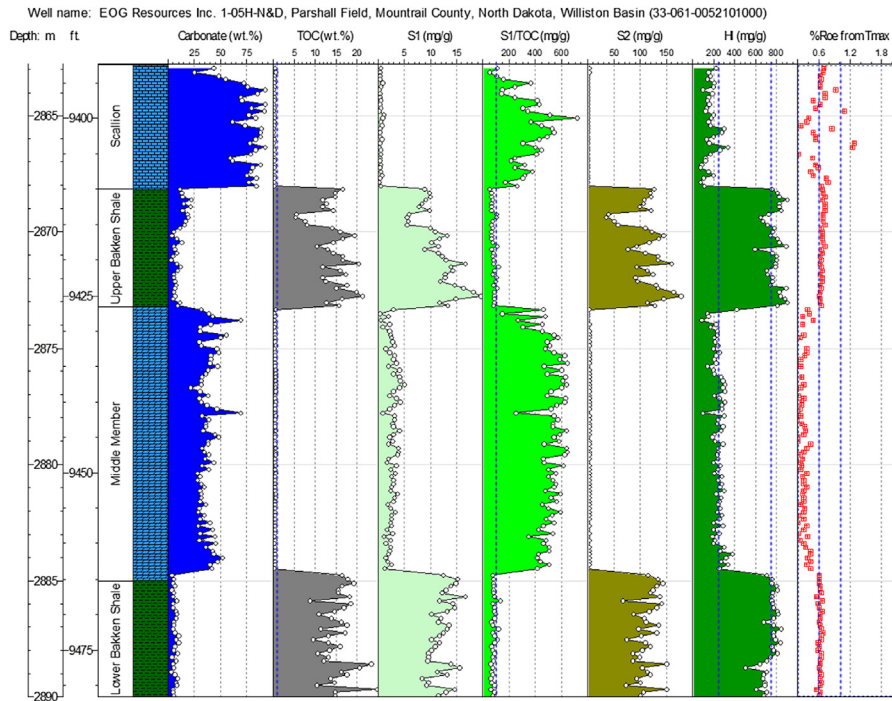 Well name: EOG Resources Inc. 1-05H-N&D, Parshall Field, Mountrail County, North Dakota, Williston Basin (33-061-0052101000)
Depth: m ft. Carbonate (wt.%) TOC (wt.%) S1 (mg/g) S1/TOC (mg/g) S2 (mg/g) HI (mg/g) %Roe from Tmax
25 50 75 100 5 10 15 20 5 10 15 200 400 600 5 10 15 200 400 600 800 0.6 1.2 1.8
Scallion
-2865
-9400
Upper Bakken Shale
-2870
-9425
Middle Member
-2875
-2880
-9450
Lower Bakken Shale
-2885
-9475
-2890